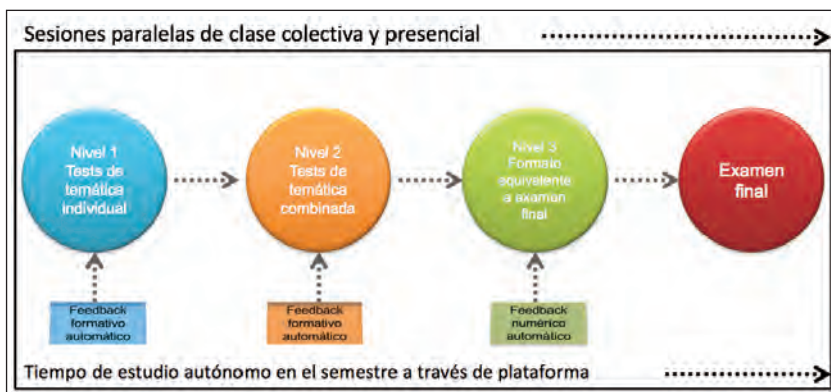 Sesiones paralelas de clase colectiva y presencial
Nivel 1
Tests de
temática
individual
Nivel 2
Tests de
temática
combinada
Nivel 3
Formato
equivalente
a examen
final
Examen
final
Feedback
formativo
automático
Feedback
formativo
automático
Feedback
numérico
automático
Tiempo de estudio autónomo en el semestre a través de plataforma